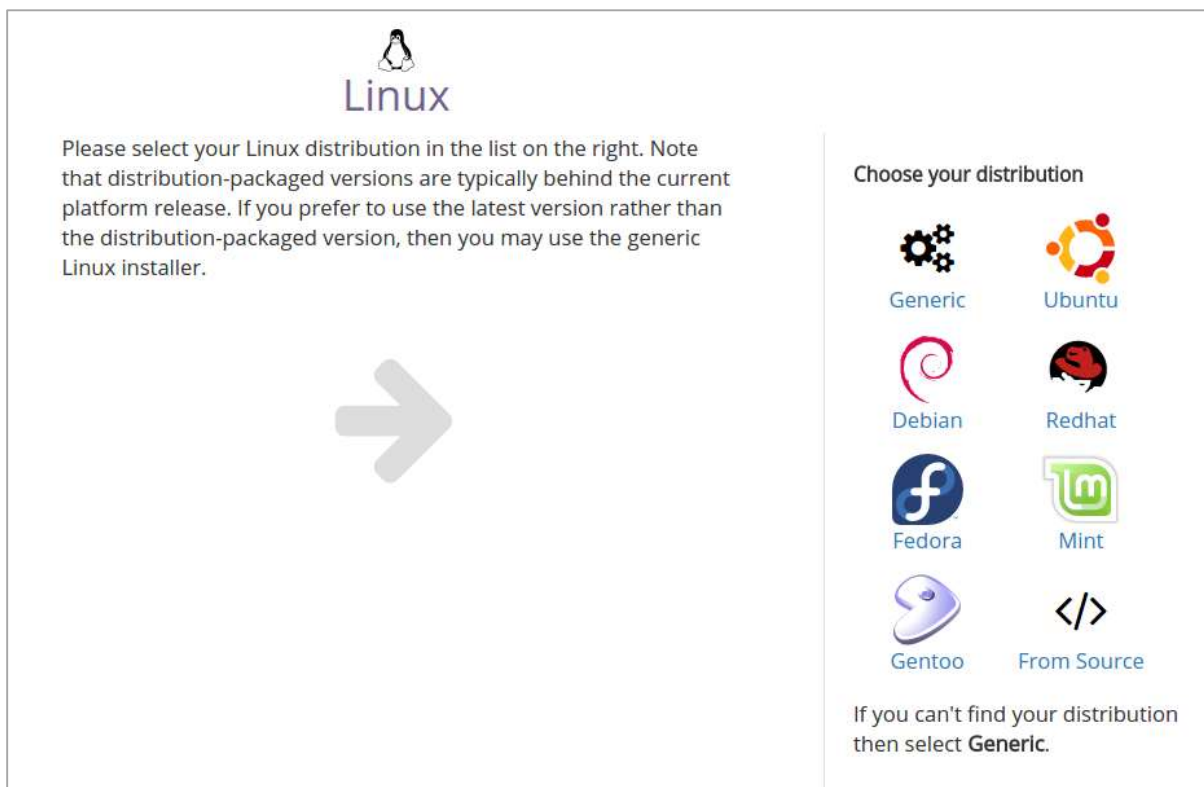 Linux
Please select your Linux distribution in the list on the right. Note
that distribution-packaged versions are typically behind the current
platform release. If you prefer to use the latest version rather than
the distribution-packaged version, then you may use the generic
Linux installer.
Choose your distribution
Generic
Ubuntu
Debian
Redhat
Fedora
Mint
Gentoo
From Source
If you can't find your distribution
then select Generic.